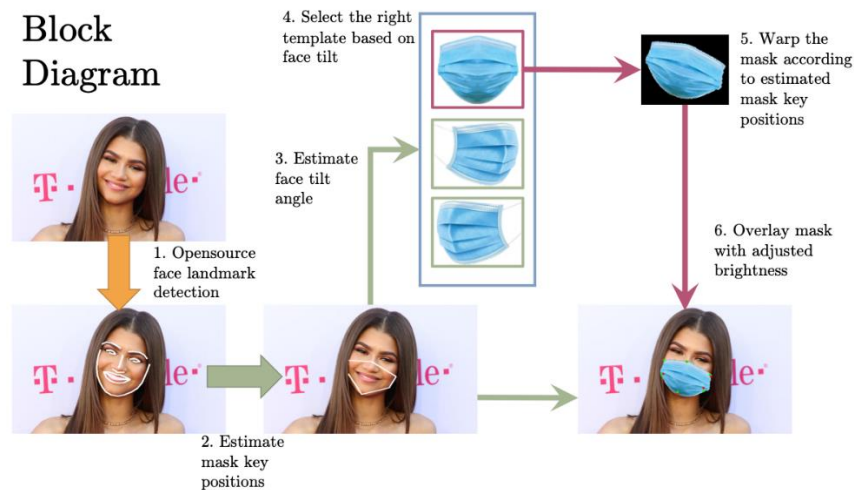 Block
Diagram
4. Select the right
template based on
face tilt
5. Warp the
mask according
to estimated
mask key
positions
3. Estimate
face tilt
angle
T · le·
1. Opensource
face landmark
detection
6. Overlay mask
with adjusted
brightness
T · le·
T · le·
T · le·
2. Estimate
mask key
positions